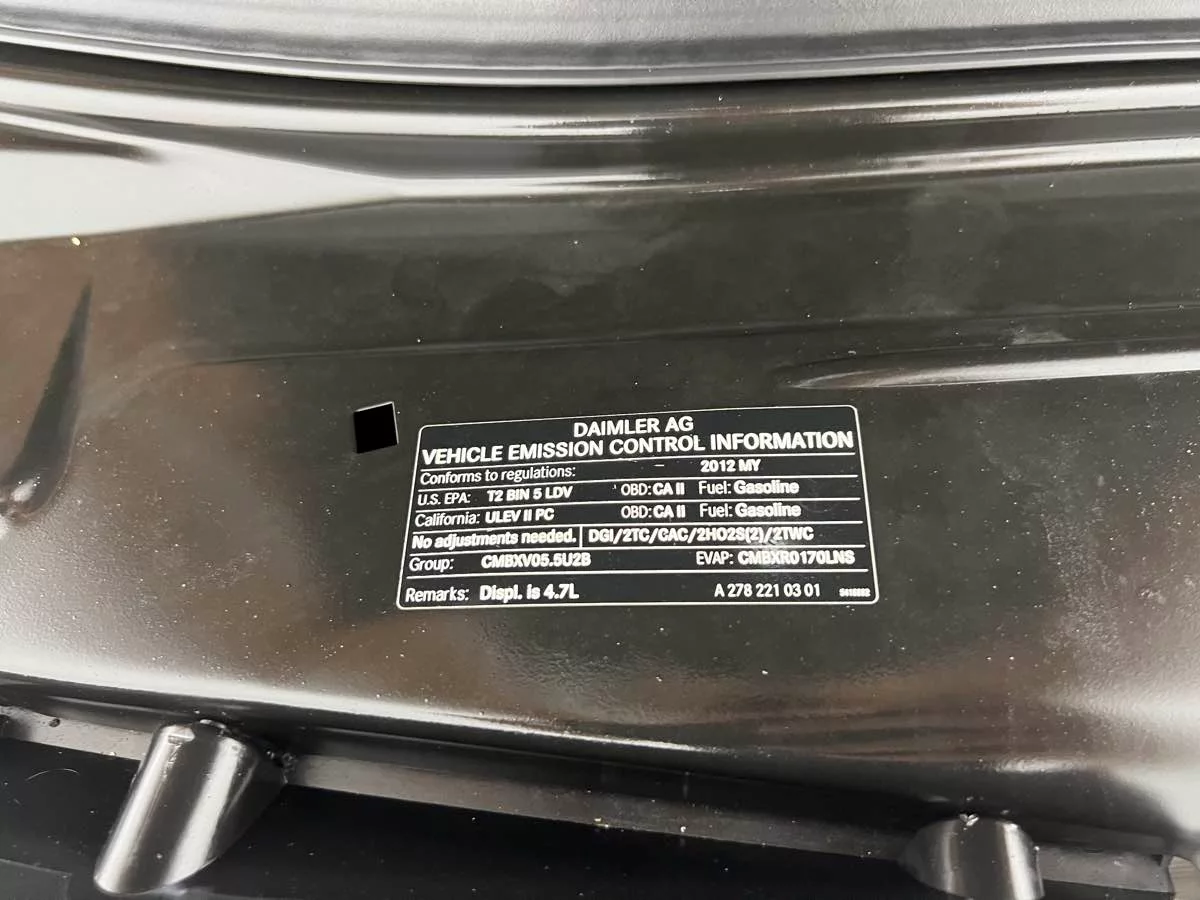 DAIMLER AG
VEHICLE EMISSION CONTROL INFORMATION
Conforms to regulations: – 2012 MY
U.S. EPA: T2 BIN 5 LDV OBD: CA II Fuel: Gasoline
California: ULEV II PC OBD: CA II Fuel: Gasoline
No adjustments needed. DGI/2TC/CAC/2HO2S(2)/2TWC
Group: CMBXV05.5U2B EVAP: CMBXR0170LNS
Remarks: Displ. is 4.7L A 278 221 03 01